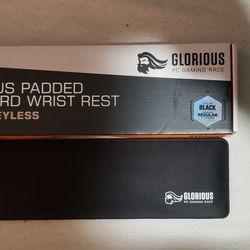 GLORIOUS
PC GAMING RACE
US PADDED
RD WRIST REST
EYLESS
BLACK
REGULAR
GLORIOUS
PC GAMING RACE